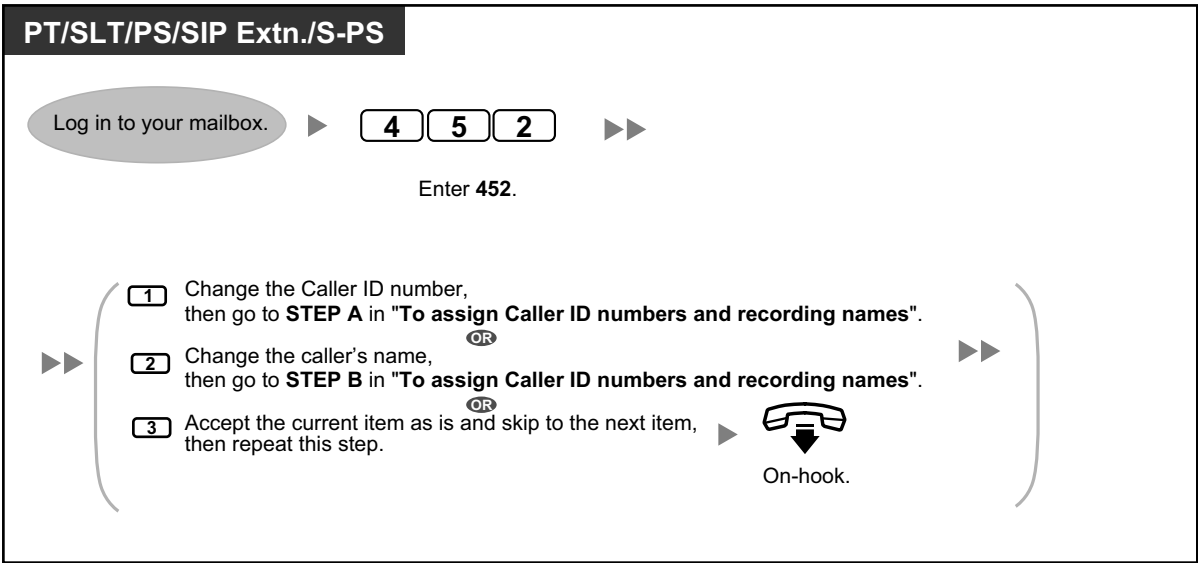 PT/SLT/PS/SIP Extn./S-PS
Log in to your mailbox.
4 5 2
Enter 452.
1 Change the Caller ID number,
then go to STEP A in "To assign Caller ID numbers and recording names".
OR
2 Change the caller's name,
then go to STEP B in "To assign Caller ID numbers and recording names".
OR
3 Accept the current item as is and skip to the next item,
then repeat this step.
On-hook.